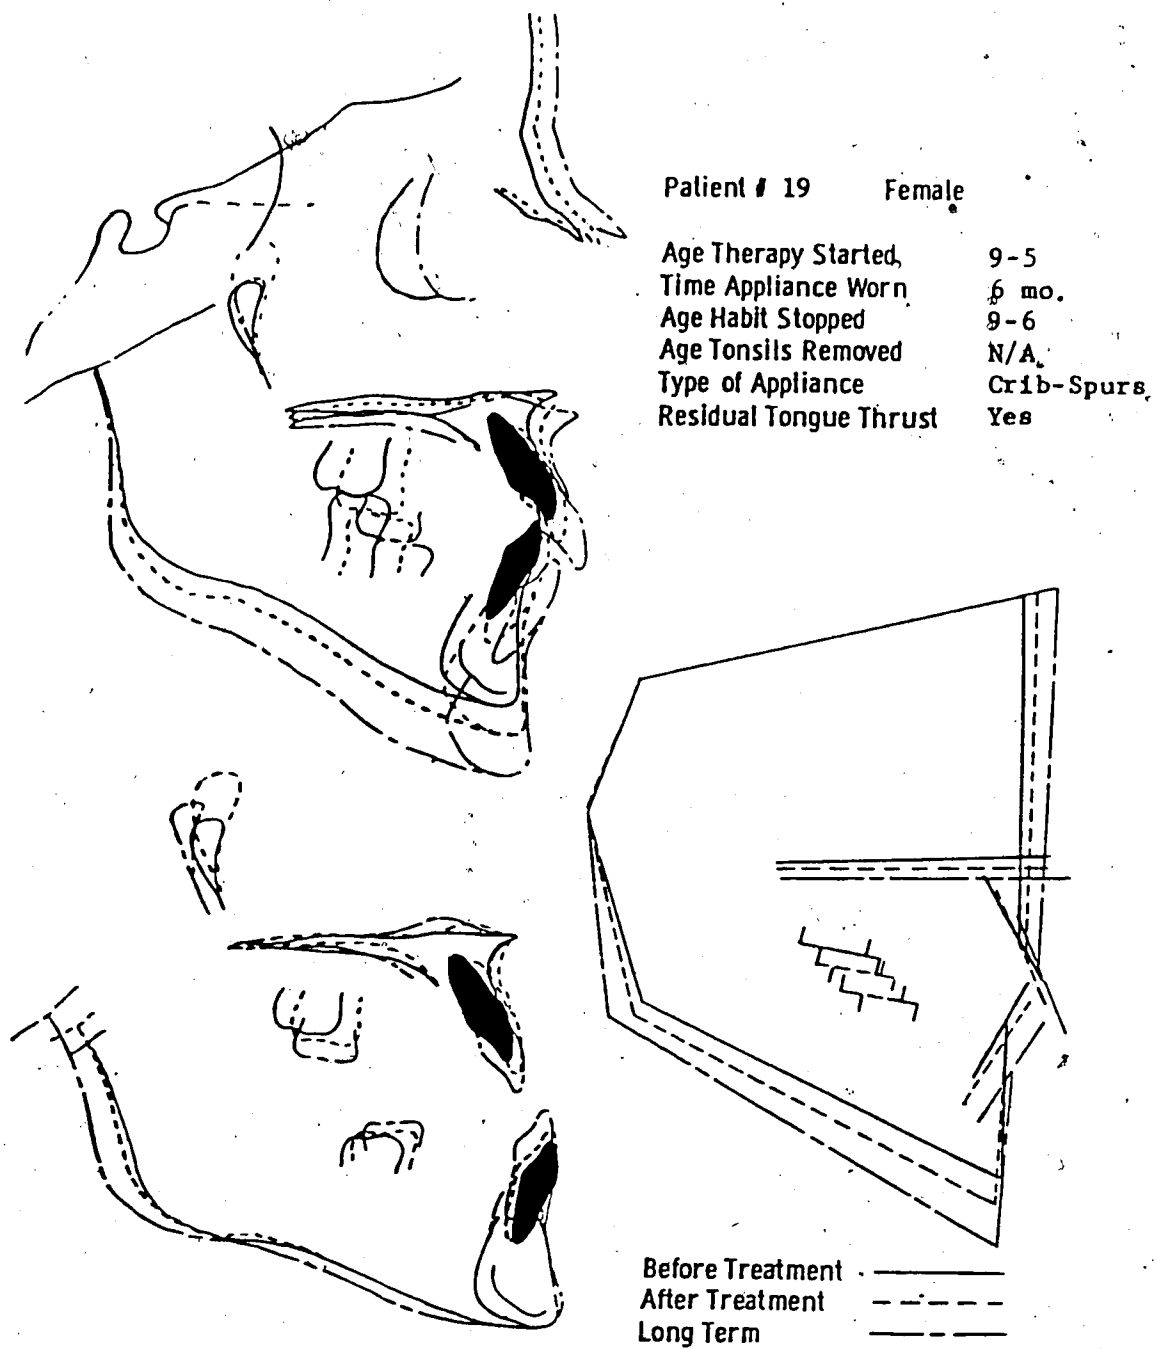 Patient # 19 Female
Age Therapy Started 9-5
Time Appliance Worn 6 mo.
Age Habit Stopped 9-6
Age Tonsils Removed N/A
Type of Appliance Crib-Spurs
Residual Tongue Thrust Yes
Before Treatment
After Treatment
Long Term